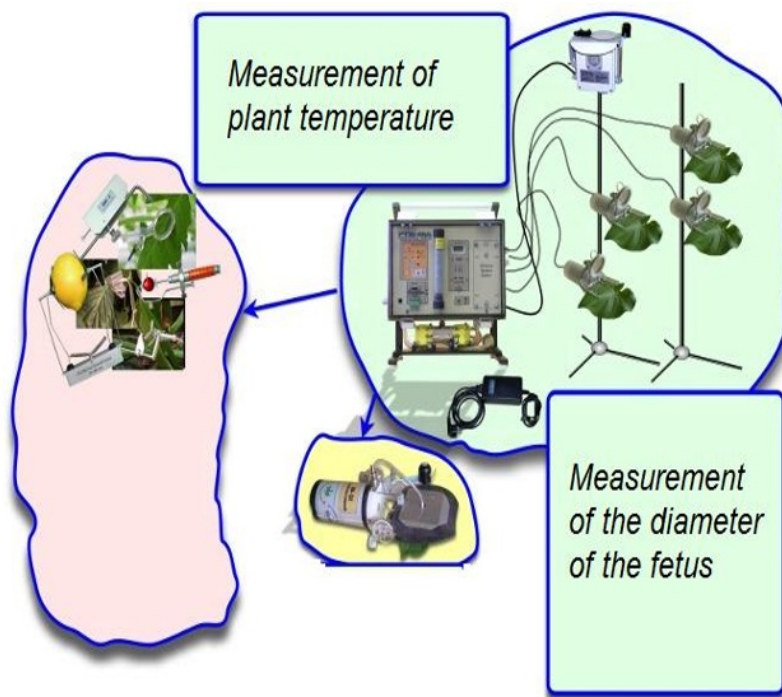 Measurement of
plant temperature
Measurement
of the diameter
of the fetus